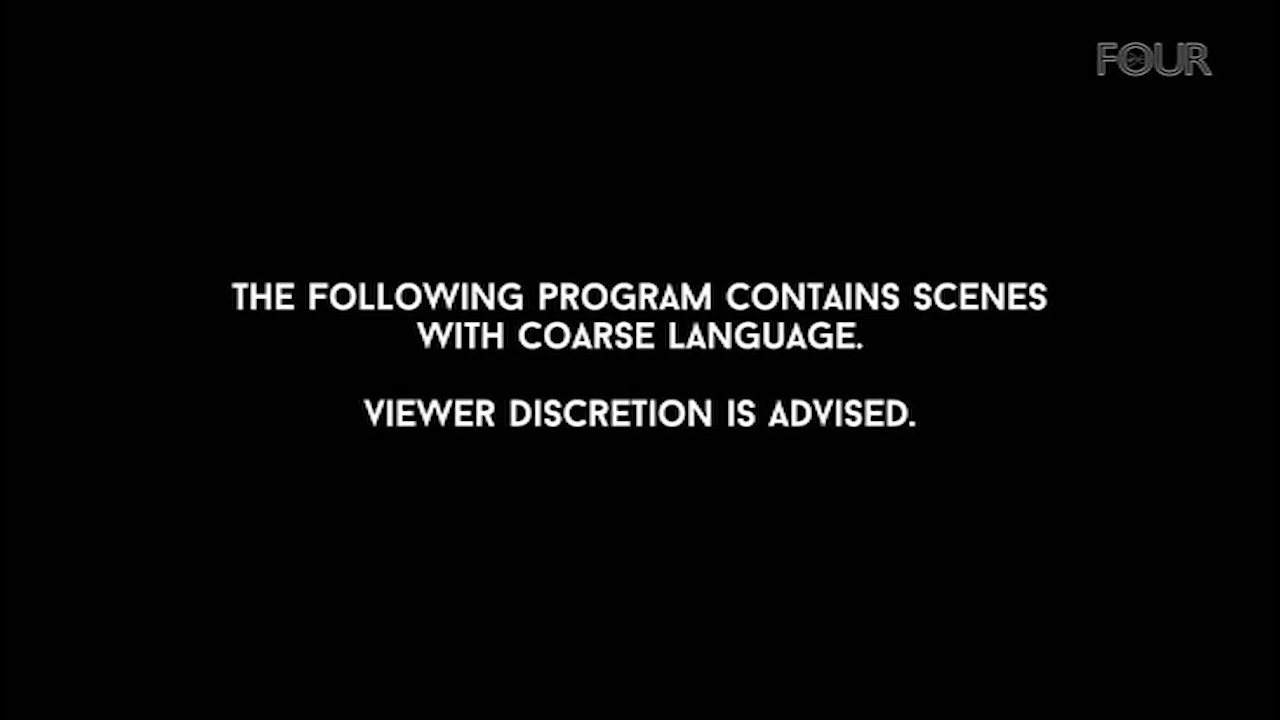 FOUR
THE FOLLOWING PROGRAM CONTAINS SCENES
WITH COARSE LANGUAGE.
VIEWER DISCRETION IS ADVISED.